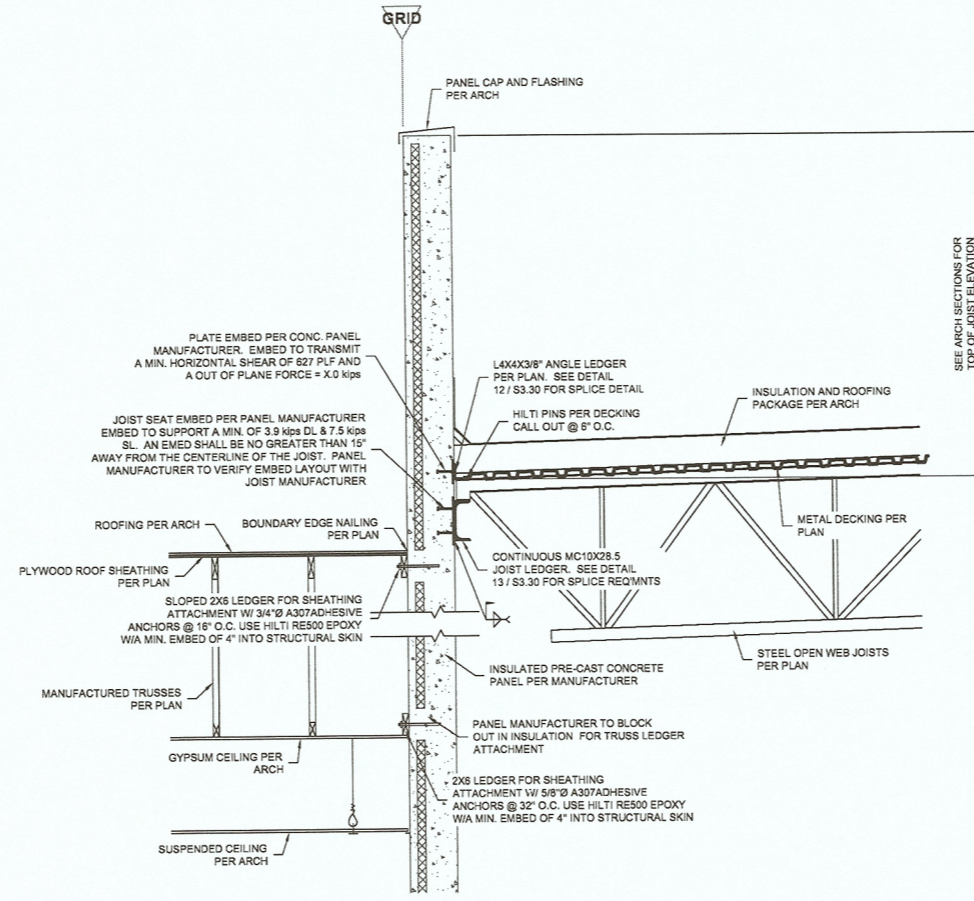 GRID
PANEL CAP AND FLASHING
PER ARCH
SEE ARCH SECTIONS FOR
TOP OF JOIST ELEVATION
PLATE EMBED PER CONC. PANEL
MANUFACTURER. EMBED TO TRANSMIT
A MIN. HORIZONTAL SHEAR OF 627 PLF AND
A OUT OF PLANE FORCE = X.0 kips
L4X4X3/8" ANGLE LEDGER
PER PLAN. SEE DETAIL
12 / S3.30 FOR SPLICE DETAIL
INSULATION AND ROOFING
PACKAGE PER ARCH
HILTI PINS PER DECKING
CALL OUT @ 6" O.C.
JOIST SEAT EMBED PER PANEL MANUFACTURER
EMBED TO SUPPORT A MIN. OF 3.9 kips DL & 7.5 kips
SL. AN EMED SHALL BE NO GREATER THAN 15"
AWAY FROM THE CENTERLINE OF THE JOIST. PANEL
MANUFACTURER TO VERIFY EMBED LAYOUT WITH
JOIST MANUFACTURER
METAL DECKING PER
PLAN
ROOFING PER ARCH
BOUNDARY EDGE NAILING
PER PLAN
PLYWOOD ROOF SHEATHING
PER PLAN
CONTINUOUS MC10X28.5
JOIST LEDGER. SEE DETAIL
13 / S3.30 FOR SPLICE REQ'MNTS
SLOPED 2X6 LEDGER FOR SHEATHING
ATTACHMENT W/ 3/4"Ø A307ADHESIVE
ANCHORS @ 16" O.C. USE HILTI RE500 EPOXY
W/A MIN. EMBED OF 4" INTO STRUCTURAL SKIN
STEEL OPEN WEB JOISTS
PER PLAN
INSULATED PRE-CAST CONCRETE
PANEL PER MANUFACTURER
MANUFACTURED TRUSSES
PER PLAN
PANEL MANUFACTURER TO BLOCK
OUT IN INSULATION FOR TRUSS LEDGER
ATTACHMENT
GYPSUM CEILING PER
ARCH
2X6 LEDGER FOR SHEATHING
ATTACHMENT W/ 5/8"Ø A307ADHESIVE
ANCHORS @ 32" O.C. USE HILTI RE500 EPOXY
W/A MIN. EMBED OF 4" INTO STRUCTURAL SKIN
SUSPENDED CEILING
PER ARCH